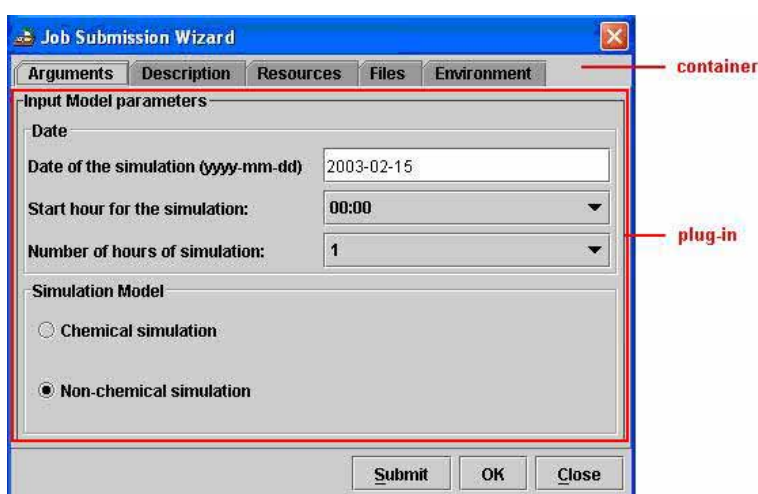 Job Submission Wizard
Arguments Description Resources Files Environment
container
Input Model parameters
Date
Date of the simulation (yyyy-mm-dd) 2003-02-15
Start hour for the simulation: 00:00
plug-in
Number of hours of simulation: 1
Simulation Model
Chemical simulation
Non-chemical simulation
Submit OK Close